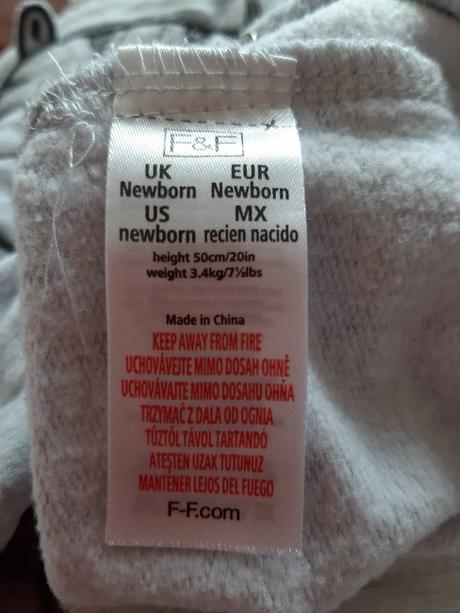 F&F
UK EUR
Newborn Newborn
US MX
newborn recien nacido
height 50cm/20in
weight 3.4kg/7½lbs
Made in China
KEEP AWAY FROM FIRE
UCHOVÁVEJTE MIMO DOSAH OHNĚ
UCHOVÁVAJTE MIMO DOSAHU OHŇA
TRZYMAĆ Z DALA OD OGNIA
TŰZTŐL TÁVOL TARTANDÓ
ATEŞTEN UZAK TUTUNUZ
MANTENER LEJOS DEL FUEGO
F-F.com